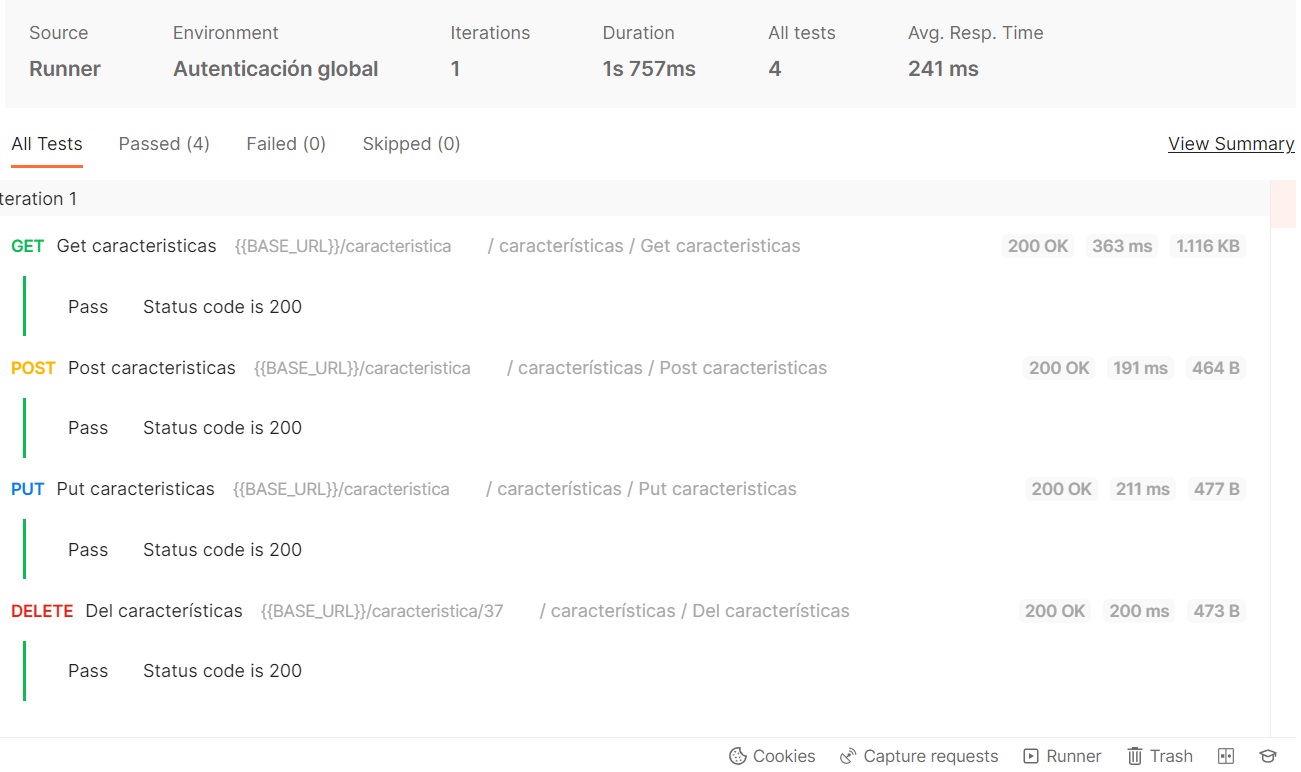 Source Environment Iterations Duration All tests Avg. Resp. Time
Runner Autenticación global 1 1s 757ms 4 241 ms
All Tests Passed (4) Failed (0) Skipped (0) View Summary
teration 1
GET Get caracteristicas {{BASE_URL}}/caracteristica / características / Get caracteristicas 200 OK 363 ms 1.116 KB
Pass Status code is 200
POST Post caracteristicas {{BASE_URL}}/caracteristica / características / Post caracteristicas 200 OK 191 ms 464 B
Pass Status code is 200
PUT Put caracteristicas {{BASE_URL}}/caracteristica / características / Put caracteristicas 200 OK 211 ms 477 B
Pass Status code is 200
DELETE Del características {{BASE_URL}}/caracteristica/37 / características / Del características 200 OK 200 ms 473 B
Pass Status code is 200
Cookies Capture requests Runner Trash